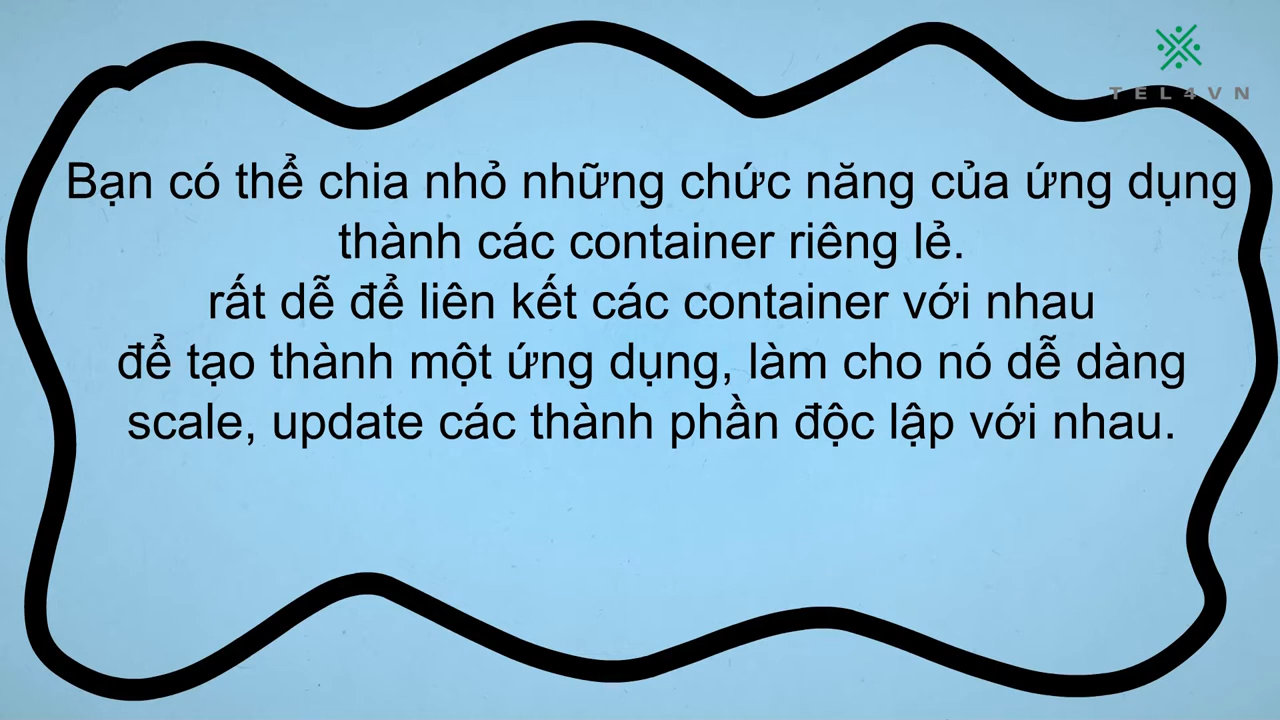 TEL4VN
Bạn có thể chia nhỏ những chức năng của ứng dụng
thành các container riêng lẻ.
rất dễ để liên kết các container với nhau
để tạo thành một ứng dụng, làm cho nó dễ dàng
scale, update các thành phần độc lập với nhau.